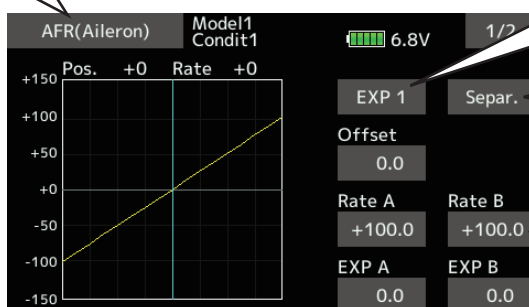 AFR(Aileron)
Model1
Condit1
6.8V
1/2
Pos. +0 Rate +0
+150
+100
+50
+0
-50
-100
-150
EXP 1
Separ.
Offset
0.0
Rate A
Rate B
+100.0
+100.0
EXP A
EXP B
0.0
0.0